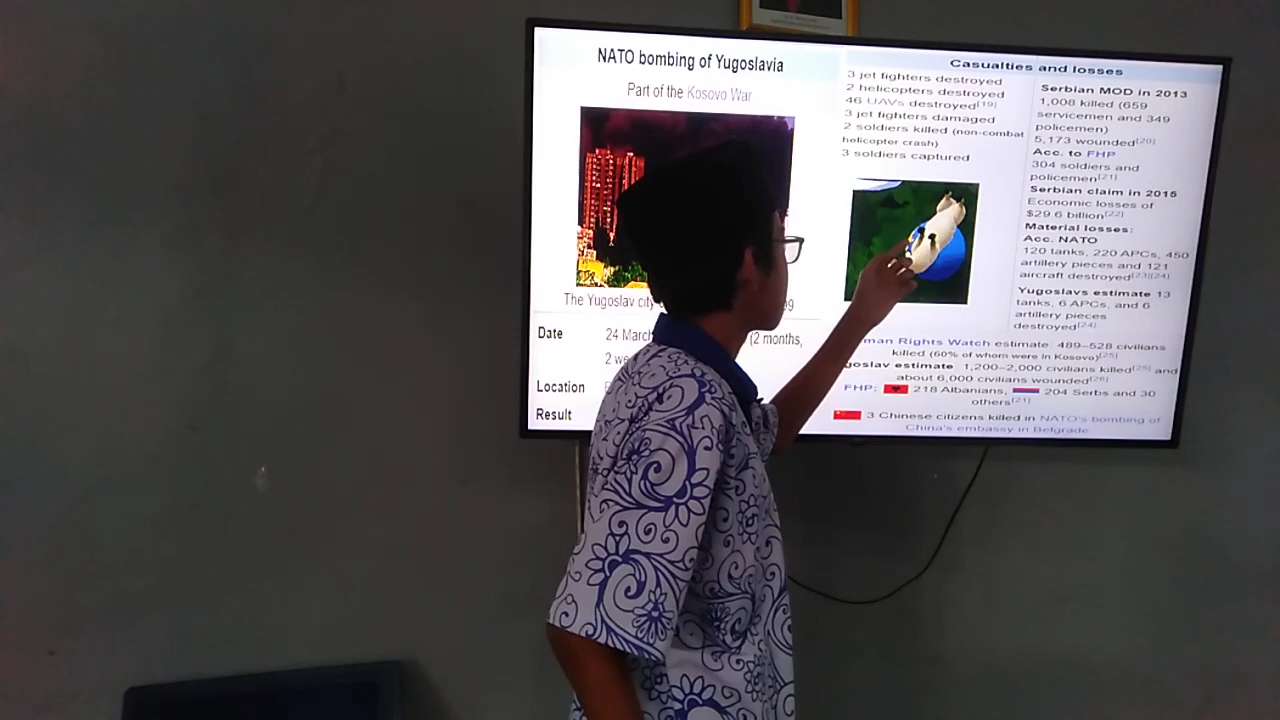 NATO bombing of Yugoslavia
Part of the Kosovo War
The Yugoslav city
99
Date
24 March
(2 months,
2 we
Location
Result
Casualties and losses
3 jet fighters destroyed
2 helicopters destroyed
46 UAVs destroyed[19]
3 jet fighters damaged
2 soldiers killed (non-combat
helicopter crash)
3 soldiers captured
Serbian MOD in 2013
1,008 killed (659
servicemen and 349
policemen)
5,173 wounded[20]
Acc. to FHP
304 soldiers and
policemen[21]
Serbian claim in 2015
Economic losses of
$29.6 billion[22]
Material losses:
Acc. NATO
120 tanks, 220 APCs, 450
artillery pieces and 121
aircraft destroyed[23][24]
Yugoslavs estimate 13
tanks, 6 APCs, and 6
artillery pieces
destroyed[24]
man Rights Watch estimate: 489–528 civilians
killed (60% of whom were in Kosovo)[25]
goslav estimate: 1,200–2,000 civilians killed[25] and
about 6,000 civilians wounded[26]
FHP: 218 Albanians, 204 Serbs and 30
others[21]
3 Chinese citizens killed in NATO's bombing of
China's embassy in Belgrade